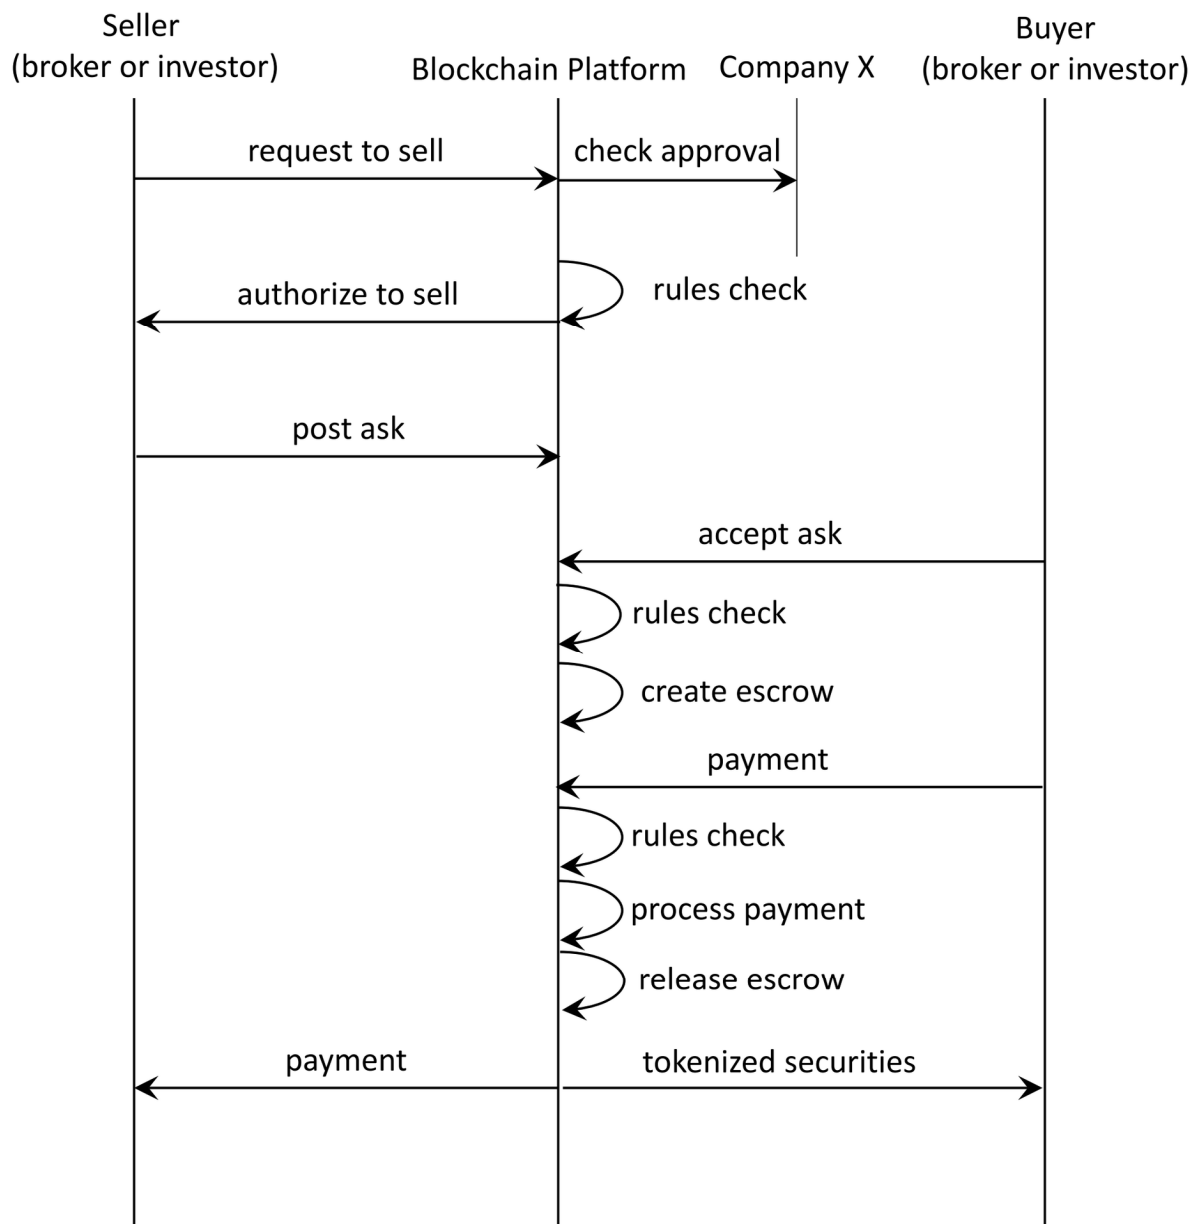 Seller
(broker or investor)
Blockchain Platform
Company X
Buyer
(broker or investor)
request to sell
check approval
authorize to sell
rules check
post ask
accept ask
rules check
create escrow
payment
rules check
process payment
release escrow
payment
tokenized securities